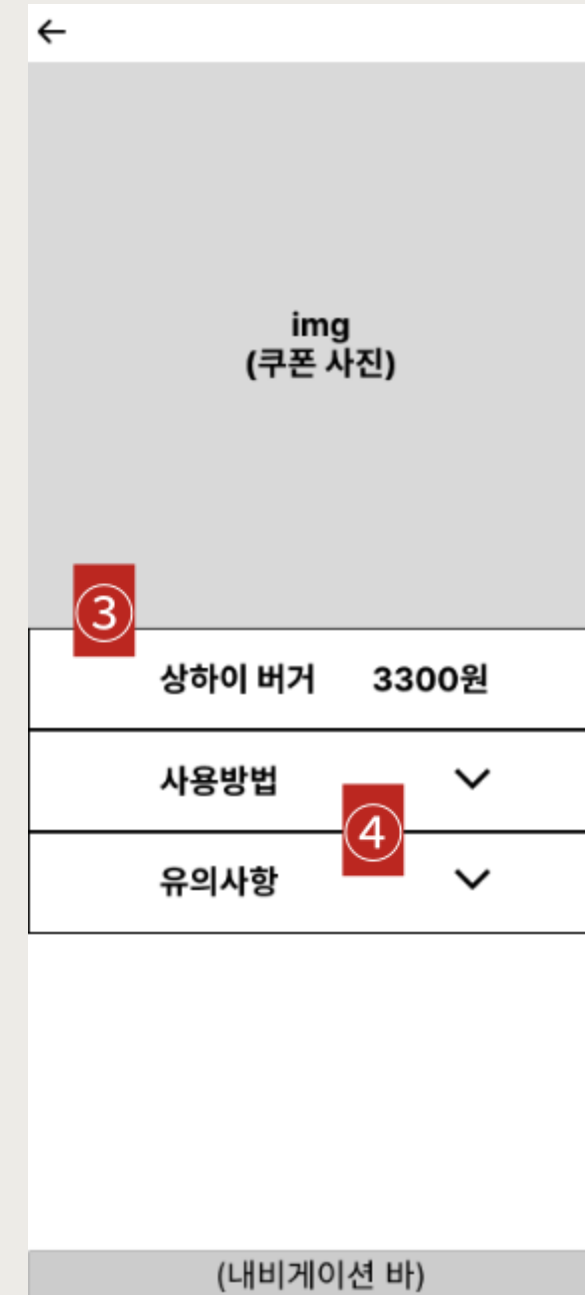 img
(쿠폰 사진)
③
상하이 버거 3300원
사용방법
④
유의사항
(내비게이션 바)